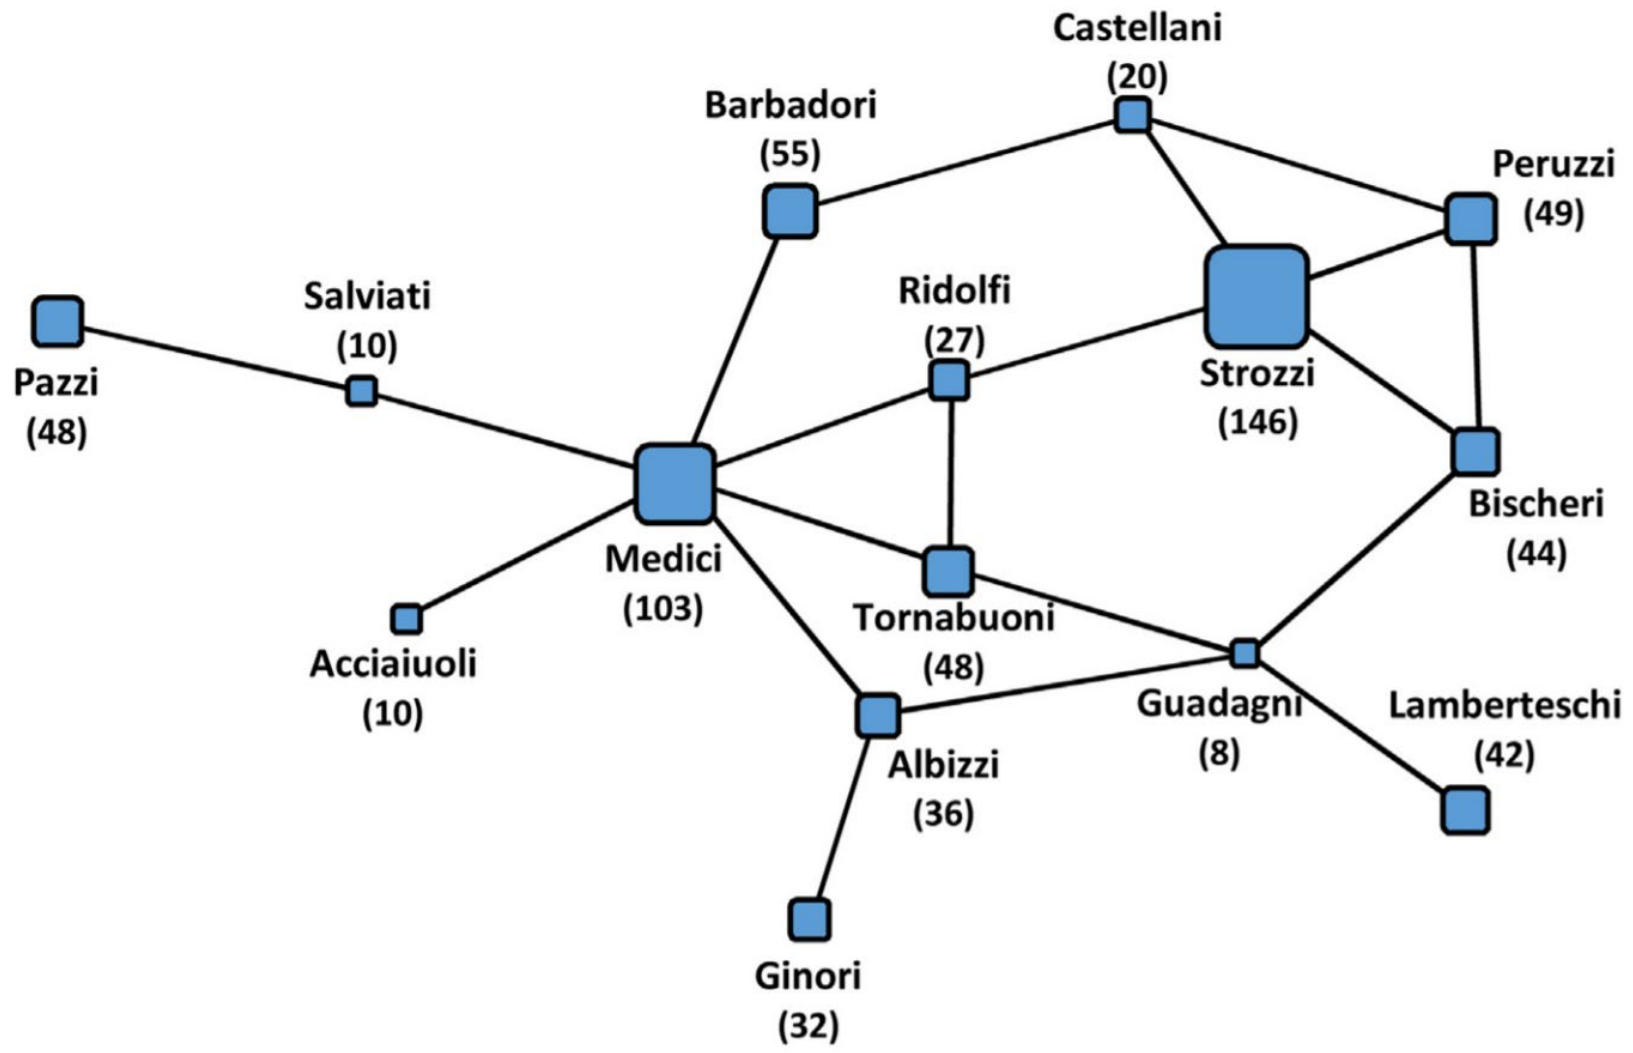 Castellani
(20)
Barbadori
(55)
Peruzzi
(49)
Salviati
(10)
Ridolfi
(27)
Pazzi
(48)
Strozzi
(146)
Bischeri
(44)
Medici
(103)
Tornabuoni
(48)
Acciaiuoli
(10)
Guadagni
(8)
Lamberteschi
(42)
Albizzi
(36)
Ginori
(32)